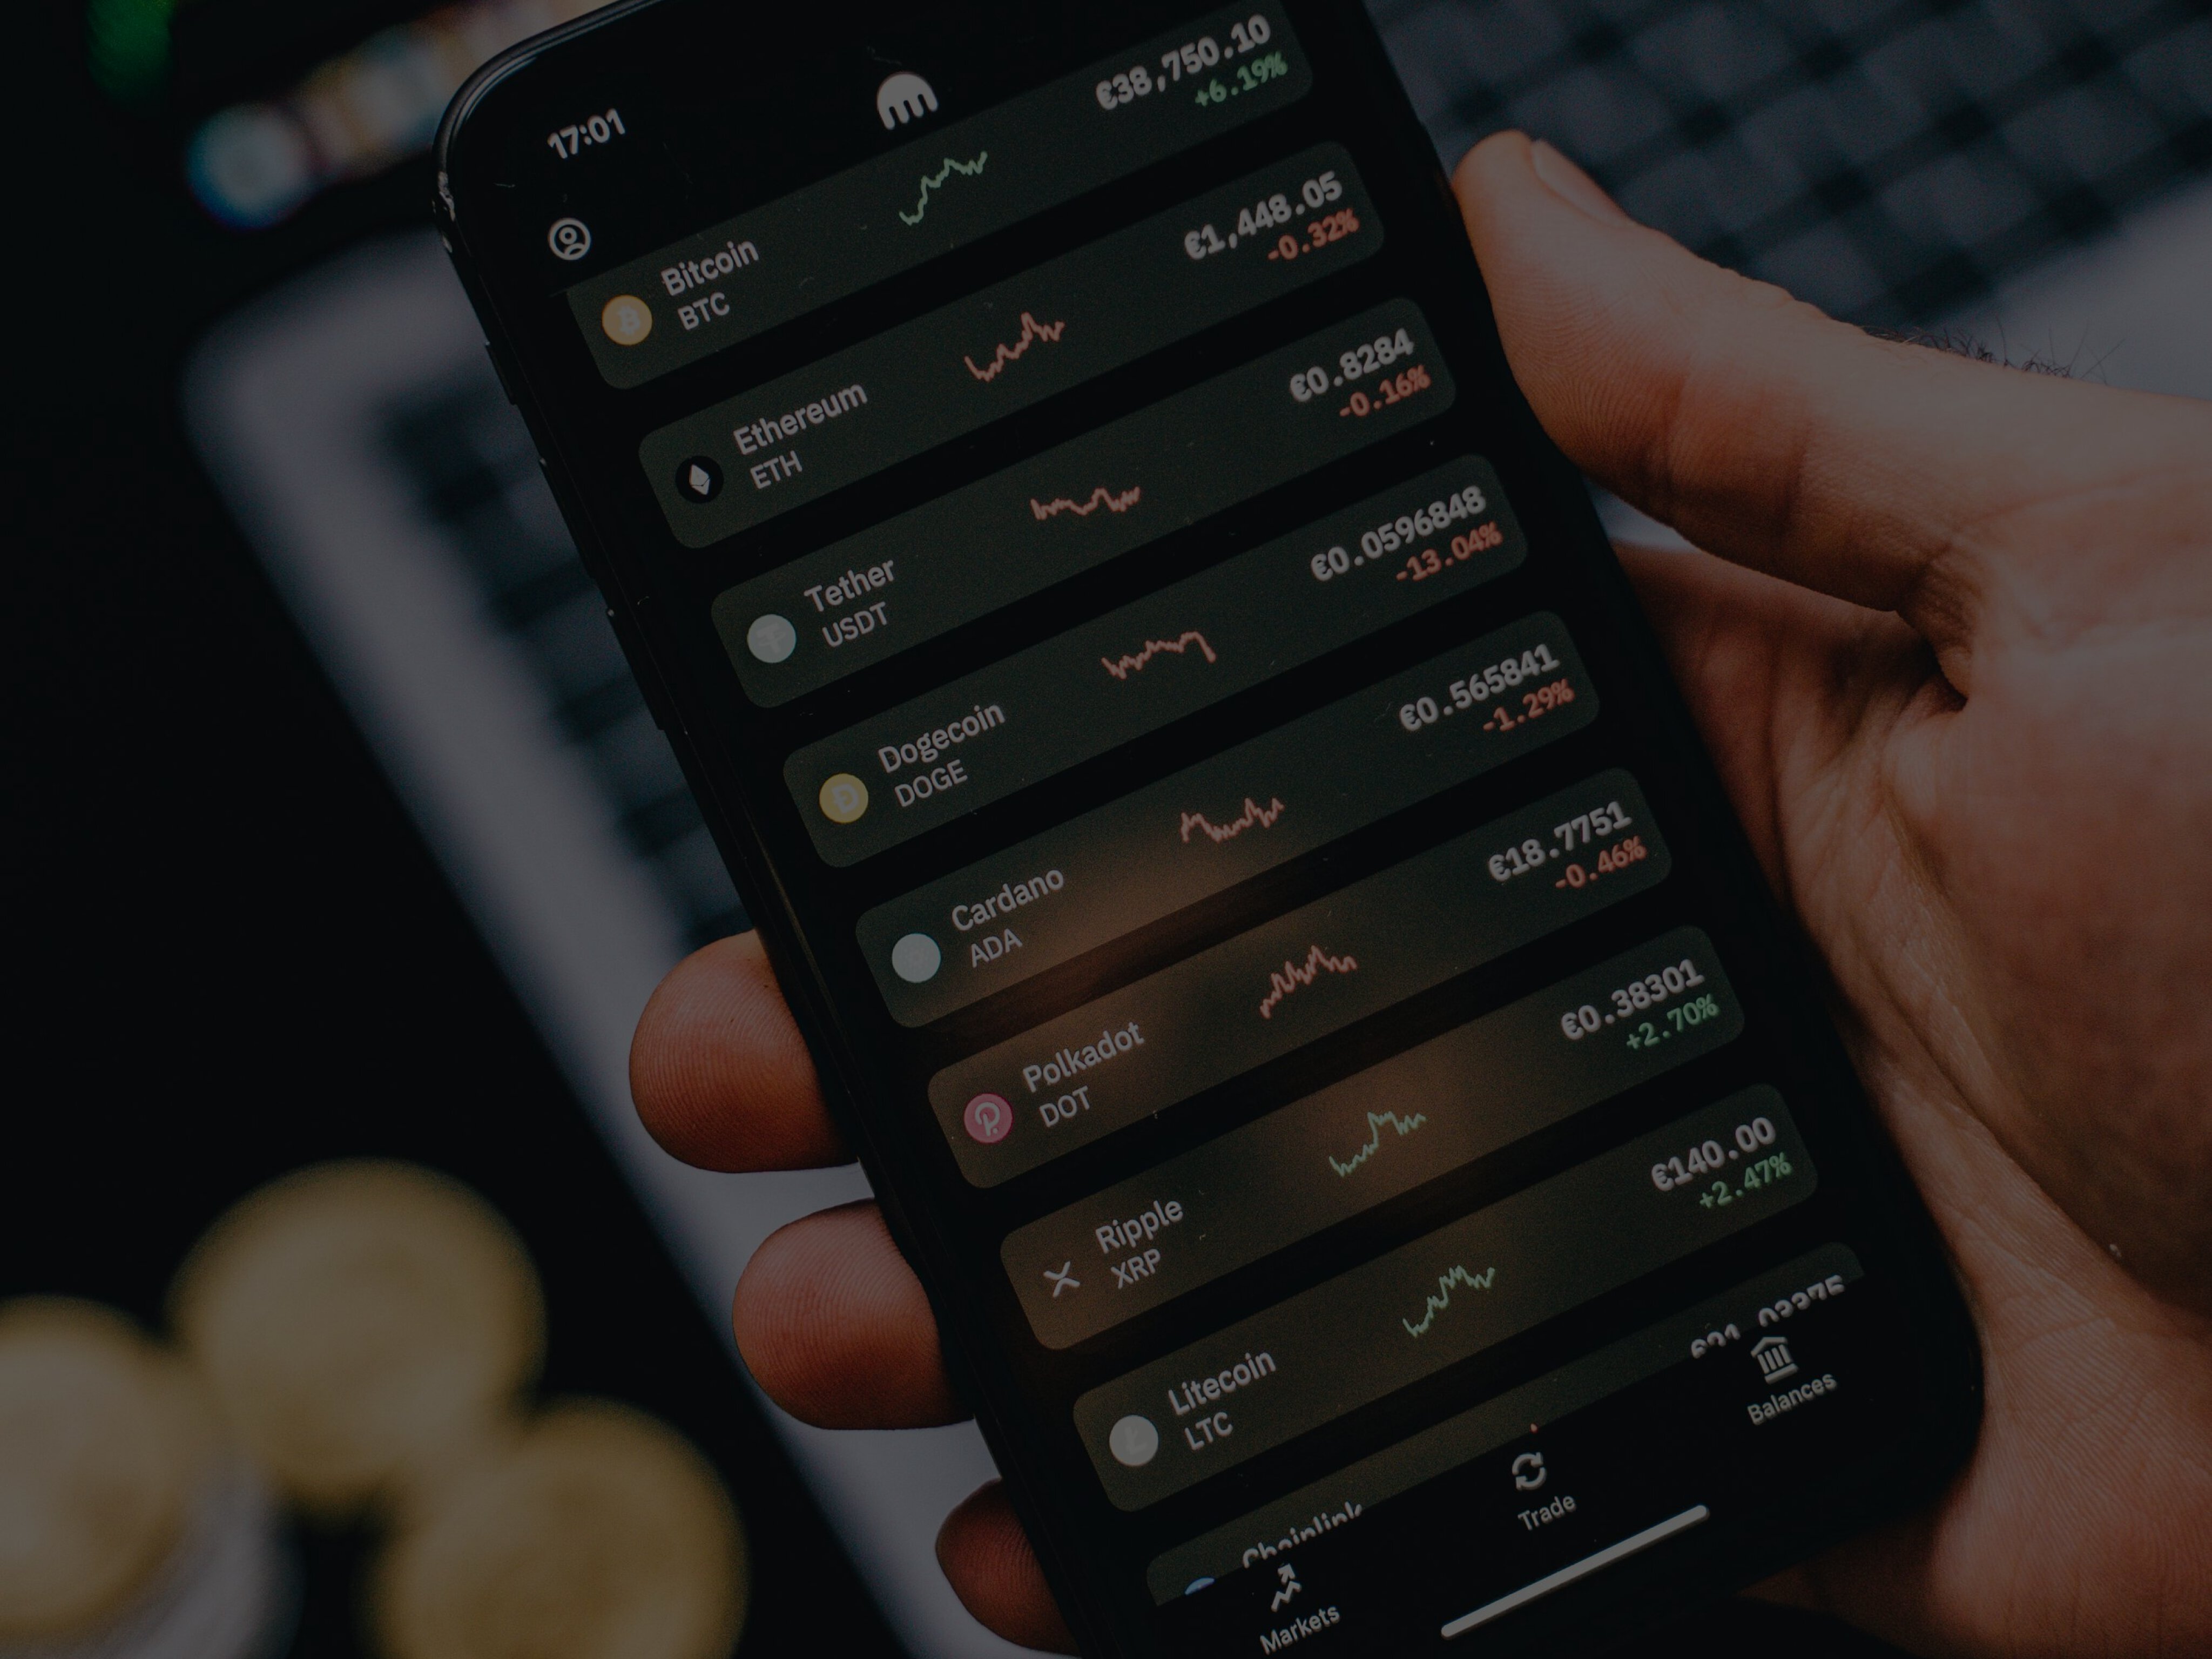 17:01
€38,750.10
+6.19%
Bitcoin
BTC
€1,448.05
-0.32%
Ethereum
ETH
€0.8284
-0.16%
Tether
USDT
€0.0596848
-13.04%
Dogecoin
DOGE
€0.565841
-1.29%
Cardano
ADA
€18.7751
-0.46%
Polkadot
DOT
€0.38301
+2.70%
Ripple
XRP
€140.00
+2.47%
Litecoin
LTC
Chainlink
Markets
Trade
Balances